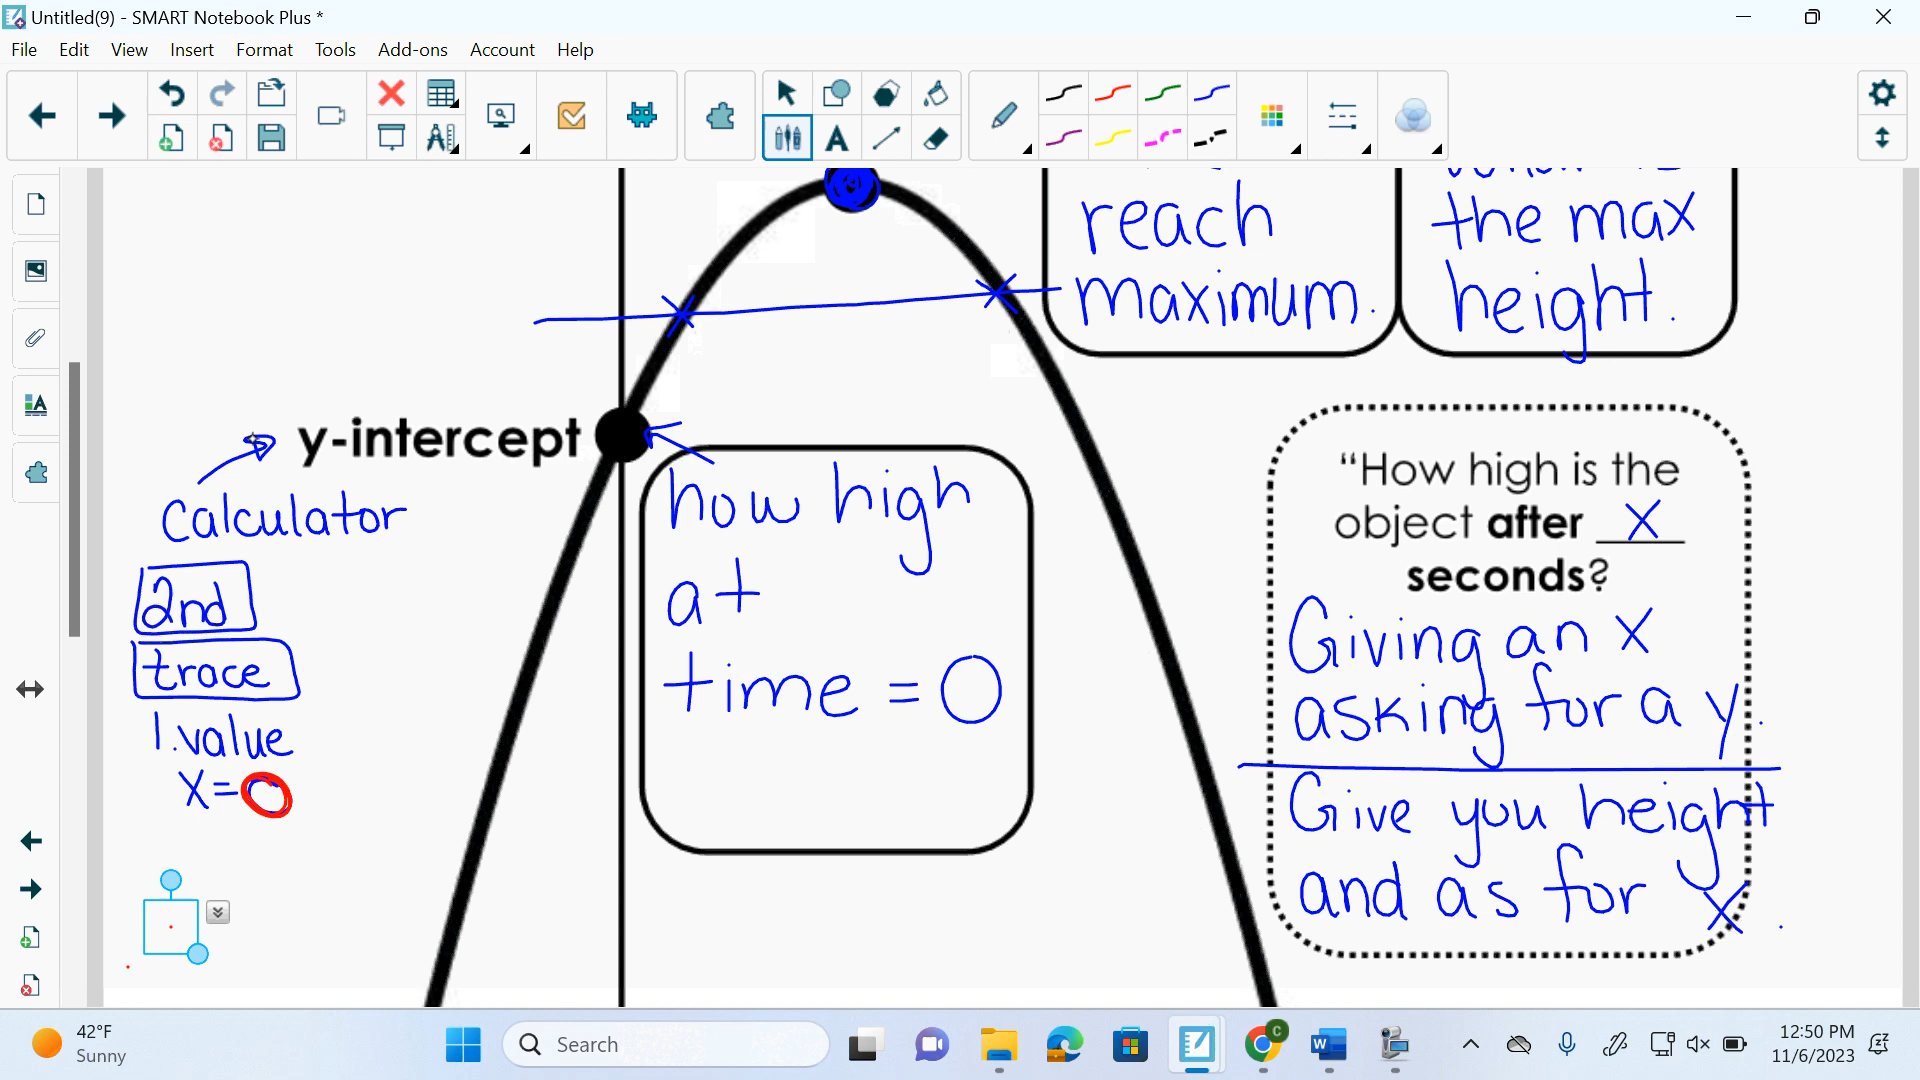 Untitled(9) - SMART Notebook Plus *
File Edit View Insert Format Tools Add-ons Account Help
reach
maximum.
the max
height.
y-intercept
calculator
2nd
trace
1.value
x=0
how high
at
time = 0
“How high is the
object after x
seconds?
Giving an x
asking for a y.
Give you height
and as for x.
42°F
Sunny
Search
C
W
12:50 PM
11/6/2023